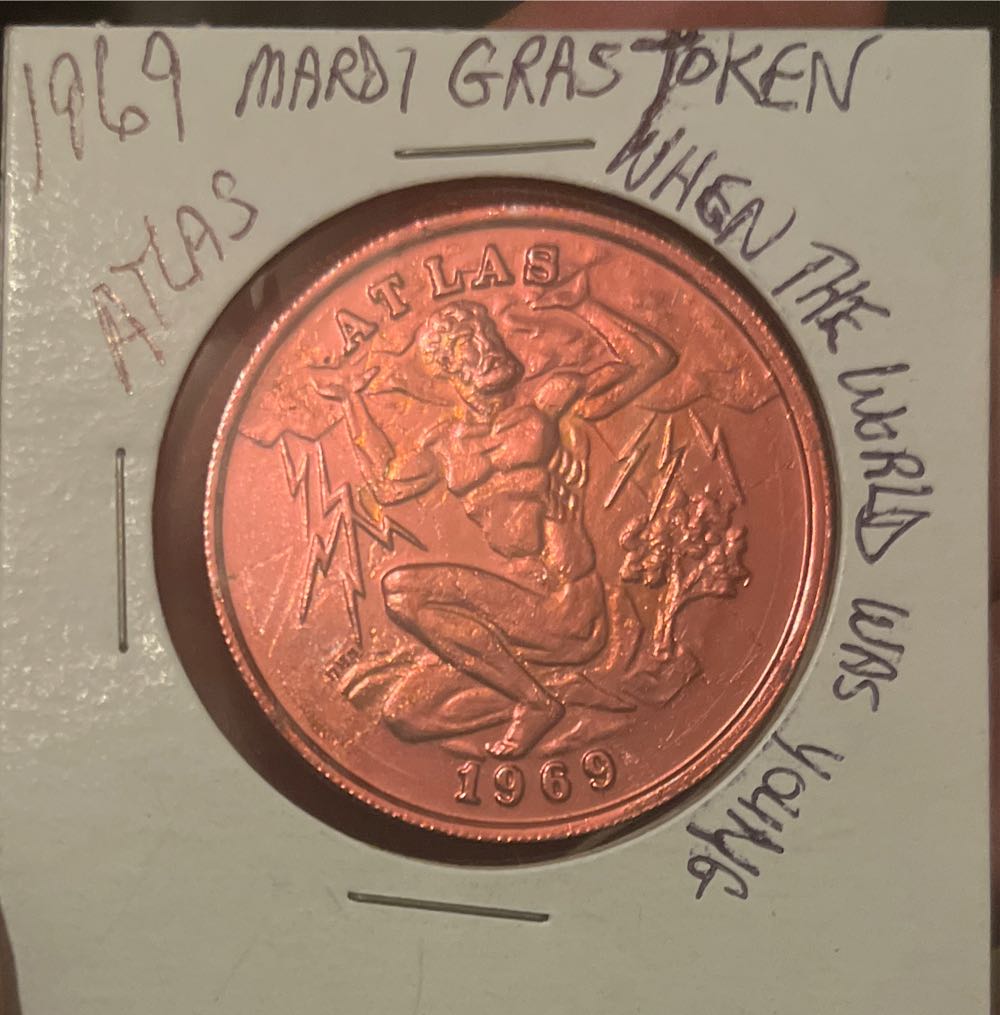 1969 MARDI GRAS TOKEN
ATLAS
WHEN THE WORLD WAS YOUNG
ATLAS
1969